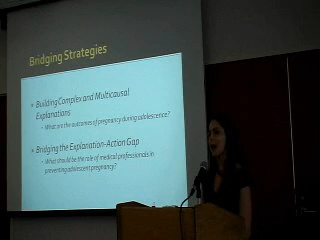 Bridging Strategies
Building Complex and Multicausal
Explanations
- What are the outcomes of pregnancy during adolescence?
Bridging the Explanation-Action Gap
- What should be the role of medical professionals in
preventing adolescent pregnancy?